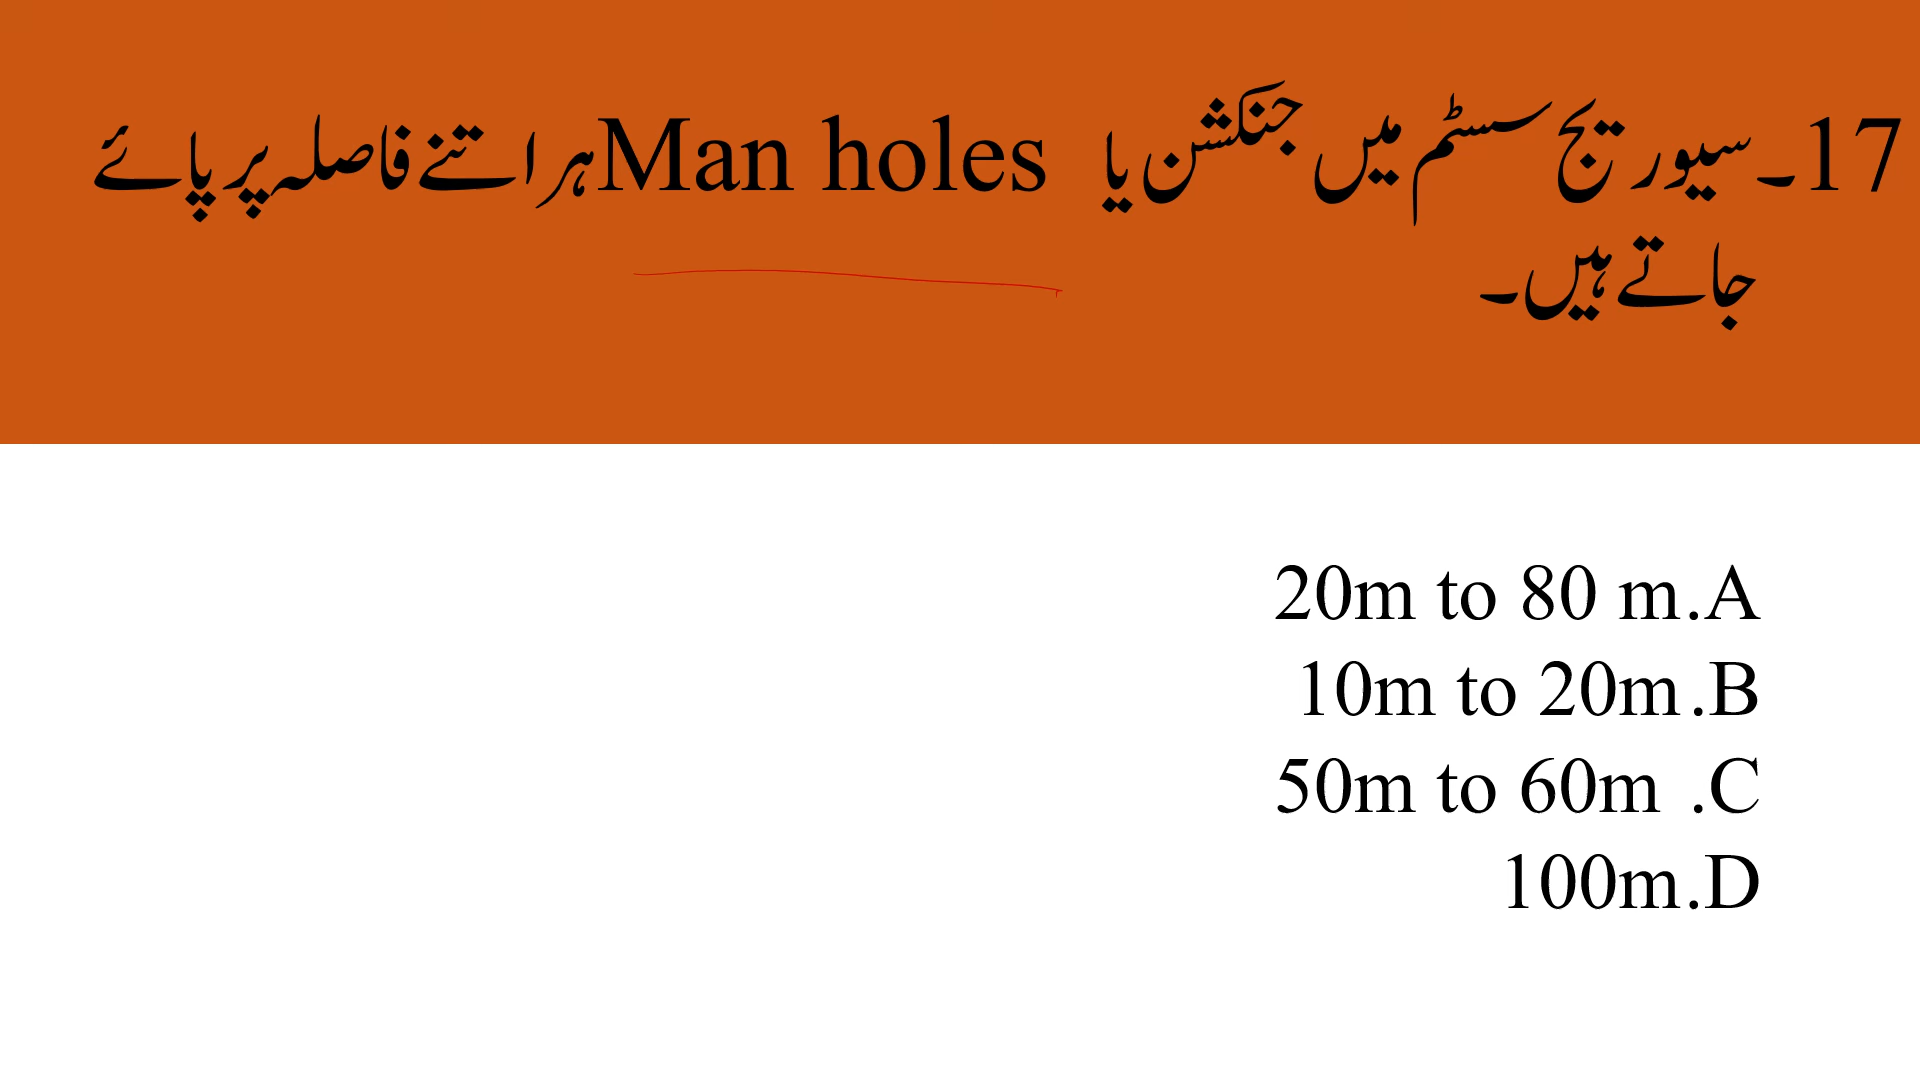 17۔ سیوریج سسٹم میں جنکشن یا Man holes ہر اتنے فاصلہ پر پائے
جاتے ہیں۔
20m to 80 m.A
10m to 20m.B
50m to 60m .C
100m.D